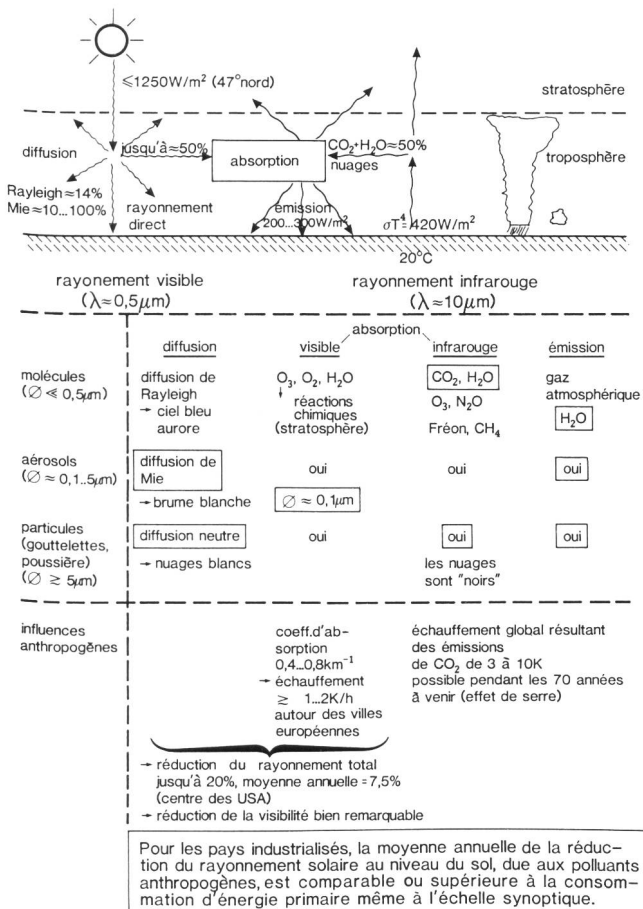 ≤1250W/m² (47°nord)
stratosphère
diffusion
jusqu'à≈50%
absorption
CO₂+H₂O≈50%
nuages
troposphère
Rayleigh≈14%
Mie≈10...100%
rayonnement
direct
émission
200...300W/m²
σT⁴=420W/m²
20°C
rayonement visible
(λ≈0,5μm)
rayonnement infrarouge
(λ≈10μm)
absorption
diffusion
visible
infrarouge
émission
molécules
(∅ ≪ 0,5μm)
diffusion de
Rayleigh
→ ciel bleu
aurore
O₃, O₂, H₂O
↓
réactions
chimiques
(stratosphère)
CO₂, H₂O
O₃, N₂O
Fréon, CH₄
gaz
atmosphérique
H₂O
aérosols
(∅ ≈ 0,1..5μm)
diffusion de
Mie
→ brume blanche
oui
∅ ≈ 0,1μm
oui
oui
particules
(gouttelettes,
poussière)
(∅ ≳ 5μm)
diffusion neutre
→ nuages blancs
oui
oui
les nuages
sont "noirs"
oui
influences
anthropogènes
coeff.d'ab-
sorption
0,4...0,8km⁻¹
→ échauffement
≳ 1...2K/h
autour des villes
européennes
échauffement global résultant
des émissions
de CO₂ de 3 à 10K
possible pendant les 70 années
à venir (effet de serre)
→ réduction du rayonnement total
jusqu'à 20%, moyenne annuelle = 7,5%
(centre des USA)
→ réduction de la visibilité bien remarquable
Pour les pays industrialisés, la moyenne annuelle de la réduc-
tion du rayonnement solaire au niveau du sol, due aux polluants
anthropogènes, est comparable ou supérieure à la consom-
mation d'énergie primaire même à l'échelle synoptique.